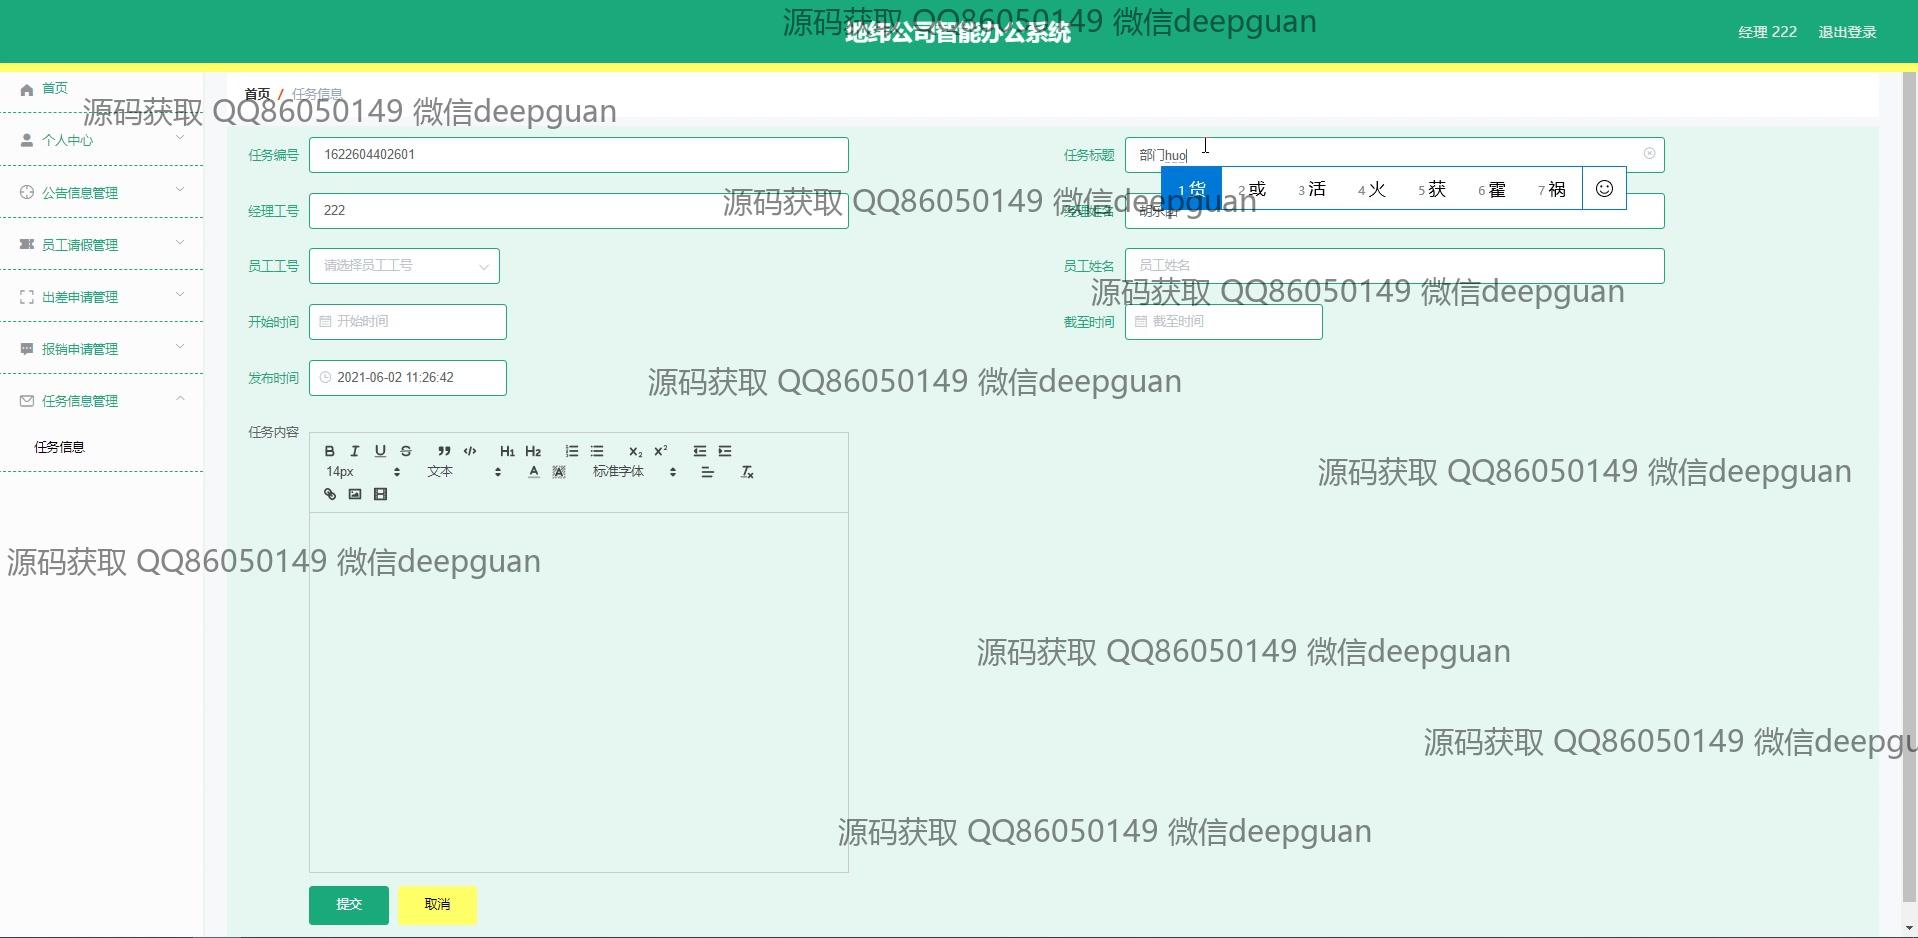 源码获取 QQ86050149 微信deepguan
地纬公司智能办公系统
经理 222 退出登录
首页
首页 / 任务信息
源码获取 QQ86050149 微信deepguan
个人中心
任务编号 1622604402601
任务标题 部门huo
1 货 2 或 3 活 4 火 5 获 6 霍 7 祸
公告信息管理
源码获取 QQ86050149 微信deepguan
经理工号 222
经理姓名
员工请假管理
员工工号 请选择员工工号
员工姓名 员工姓名
源码获取 QQ86050149 微信deepguan
出差申请管理
开始时间 开始时间
截至时间 截至时间
报销申请管理
发布时间 2021-06-02 11:26:42
源码获取 QQ86050149 微信deepguan
任务信息管理
任务内容
任务信息
B I U S H1 H2 X2 X2
14px 文本 A A 标准字体 Tx
源码获取 QQ86050149 微信deepguan
源码获取 QQ86050149 微信deepguan
源码获取 QQ86050149 微信deepguan
源码获取 QQ86050149 微信deepgu
源码获取 QQ86050149 微信deepguan
提交 取消